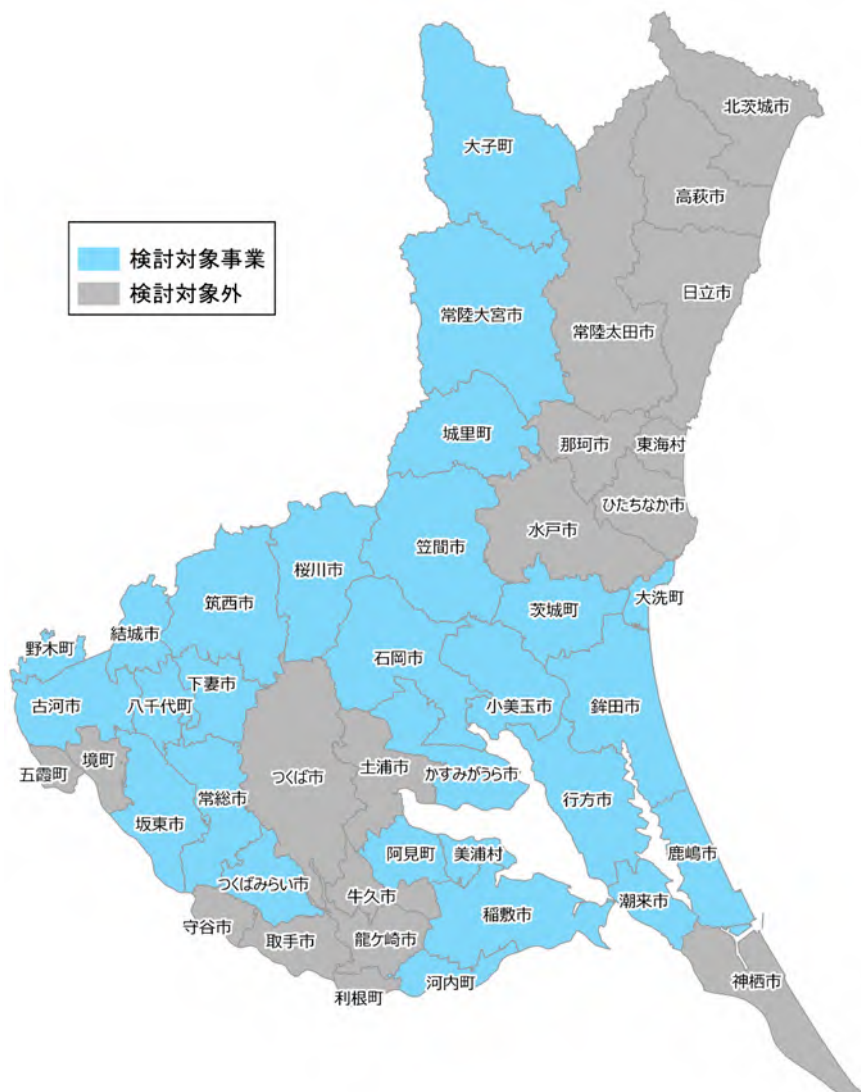 北茨城市
大子町
高萩市
検討対象事業
検討対象外
日立市
常陸大宮市
常陸太田市
城里町
那珂市
東海村
ひたちなか市
水戸市
笠間市
桜川市
筑西市
茨城町
大洗町
結城市
野木町
石岡市
下妻市
古河市
八千代町
小美玉市
鉾田市
境町
五霞町
つくば市
土浦市
かすみがうら市
常総市
行方市
坂東市
阿見町
美浦村
鹿嶋市
つくばみらい市
牛久市
潮来市
稲敷市
守谷市
取手市
龍ケ崎市
河内町
神栖市
利根町